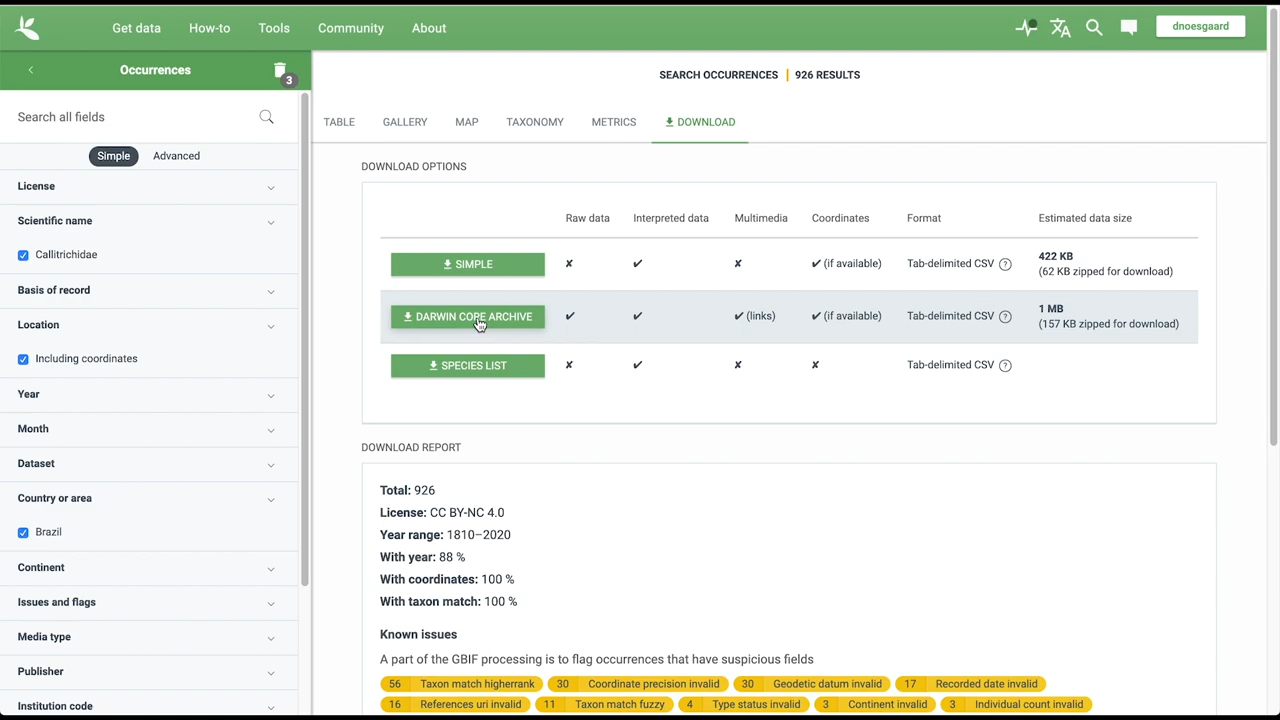 Get data How-to Tools Community About dnoesgaard
Occurrences 3
Search all fields
Simple Advanced
License
Scientific name
Callitrichidae
Basis of record
Location
Including coordinates
Year
Month
Dataset
Country or area
Brazil
Continent
Issues and flags
Media type
Publisher
Institution code
SEARCH OCCURRENCES | 926 RESULTS
TABLE GALLERY MAP TAXONOMY METRICS DOWNLOAD
DOWNLOAD OPTIONS
Raw data Interpreted data Multimedia Coordinates Format Estimated data size
SIMPLE ✘ ✔ ✘ ✔ (if available) Tab-delimited CSV ? 422 KB
(62 KB zipped for download)
DARWIN CORE ARCHIVE ✔ ✔ ✔ (links) ✔ (if available) Tab-delimited CSV ? 1 MB
(157 KB zipped for download)
SPECIES LIST ✘ ✔ ✘ ✘ Tab-delimited CSV ?
DOWNLOAD REPORT
Total: 926
License: CC BY-NC 4.0
Year range: 1810–2020
With year: 88 %
With coordinates: 100 %
With taxon match: 100 %
Known issues
A part of the GBIF processing is to flag occurrences that have suspicious fields
56 Taxon match higherrank 30 Coordinate precision invalid 30 Geodetic datum invalid 17 Recorded date invalid
16 References uri invalid 11 Taxon match fuzzy 4 Type status invalid 3 Continent invalid 3 Individual count invalid